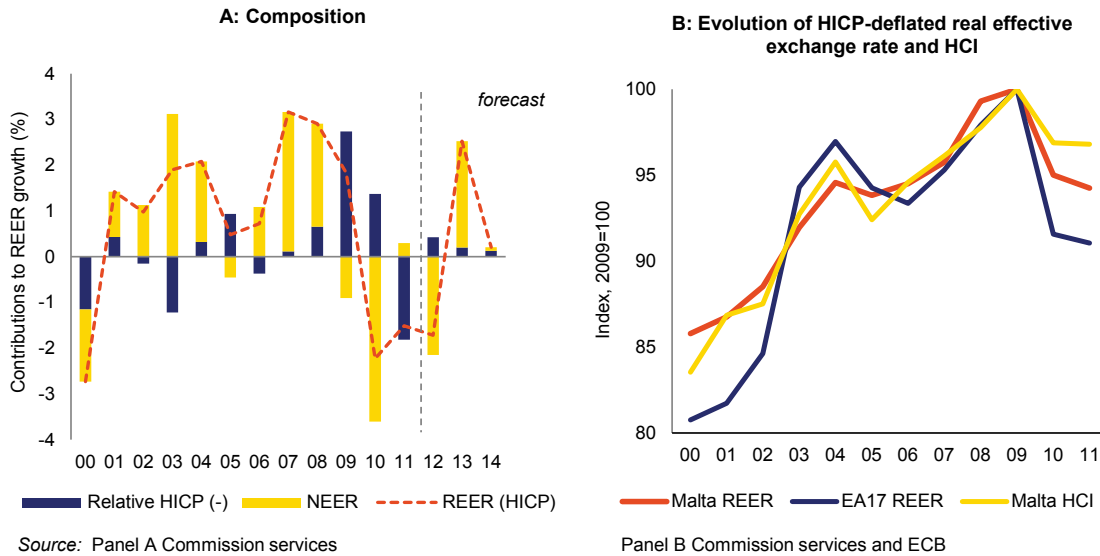 A: Composition
Contributions to REER growth (%)
4
3
2
1
0
-1
-2
-3
-4
forecast
00 01 02 03 04 05 06 07 08 09 10 11 12 13 14
Relative HICP (-) NEER REER (HICP)
Source: Panel A Commission services
B: Evolution of HICP-deflated real effective
exchange rate and HCI
Index, 2009=100
100
95
90
85
80
00 01 02 03 04 05 06 07 08 09 10 11
Malta REER EA17 REER Malta HCI
Panel B Commission services and ECB